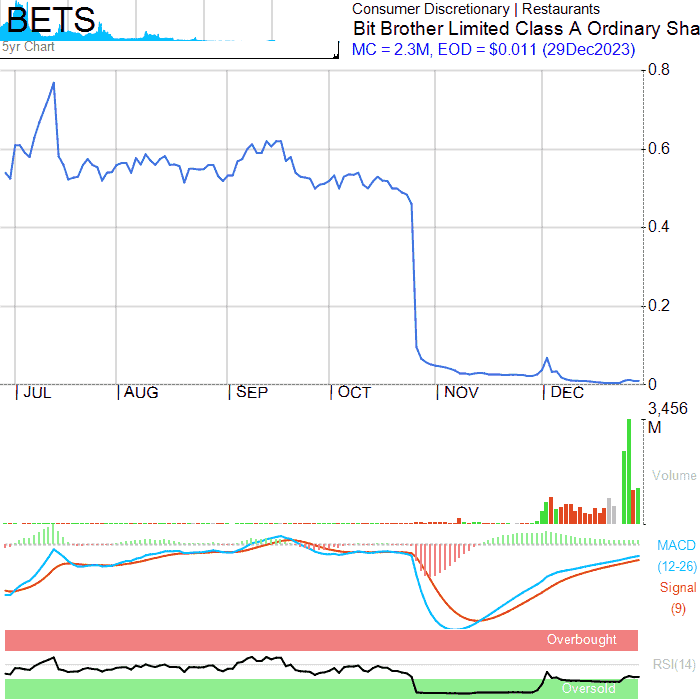 BETS
5yr Chart
Consumer Discretionary | Restaurants
Bit Brother Limited Class A Ordinary Sha
MC = 2.3M, EOD = $0.011 (29Dec2023)
0.8
0.6
0.4
0.2
0
JUL AUG SEP OCT NOV DEC
3,456
M
Volume
MACD
(12-26)
Signal
(9)
Overbought
RSI(14)
Oversold